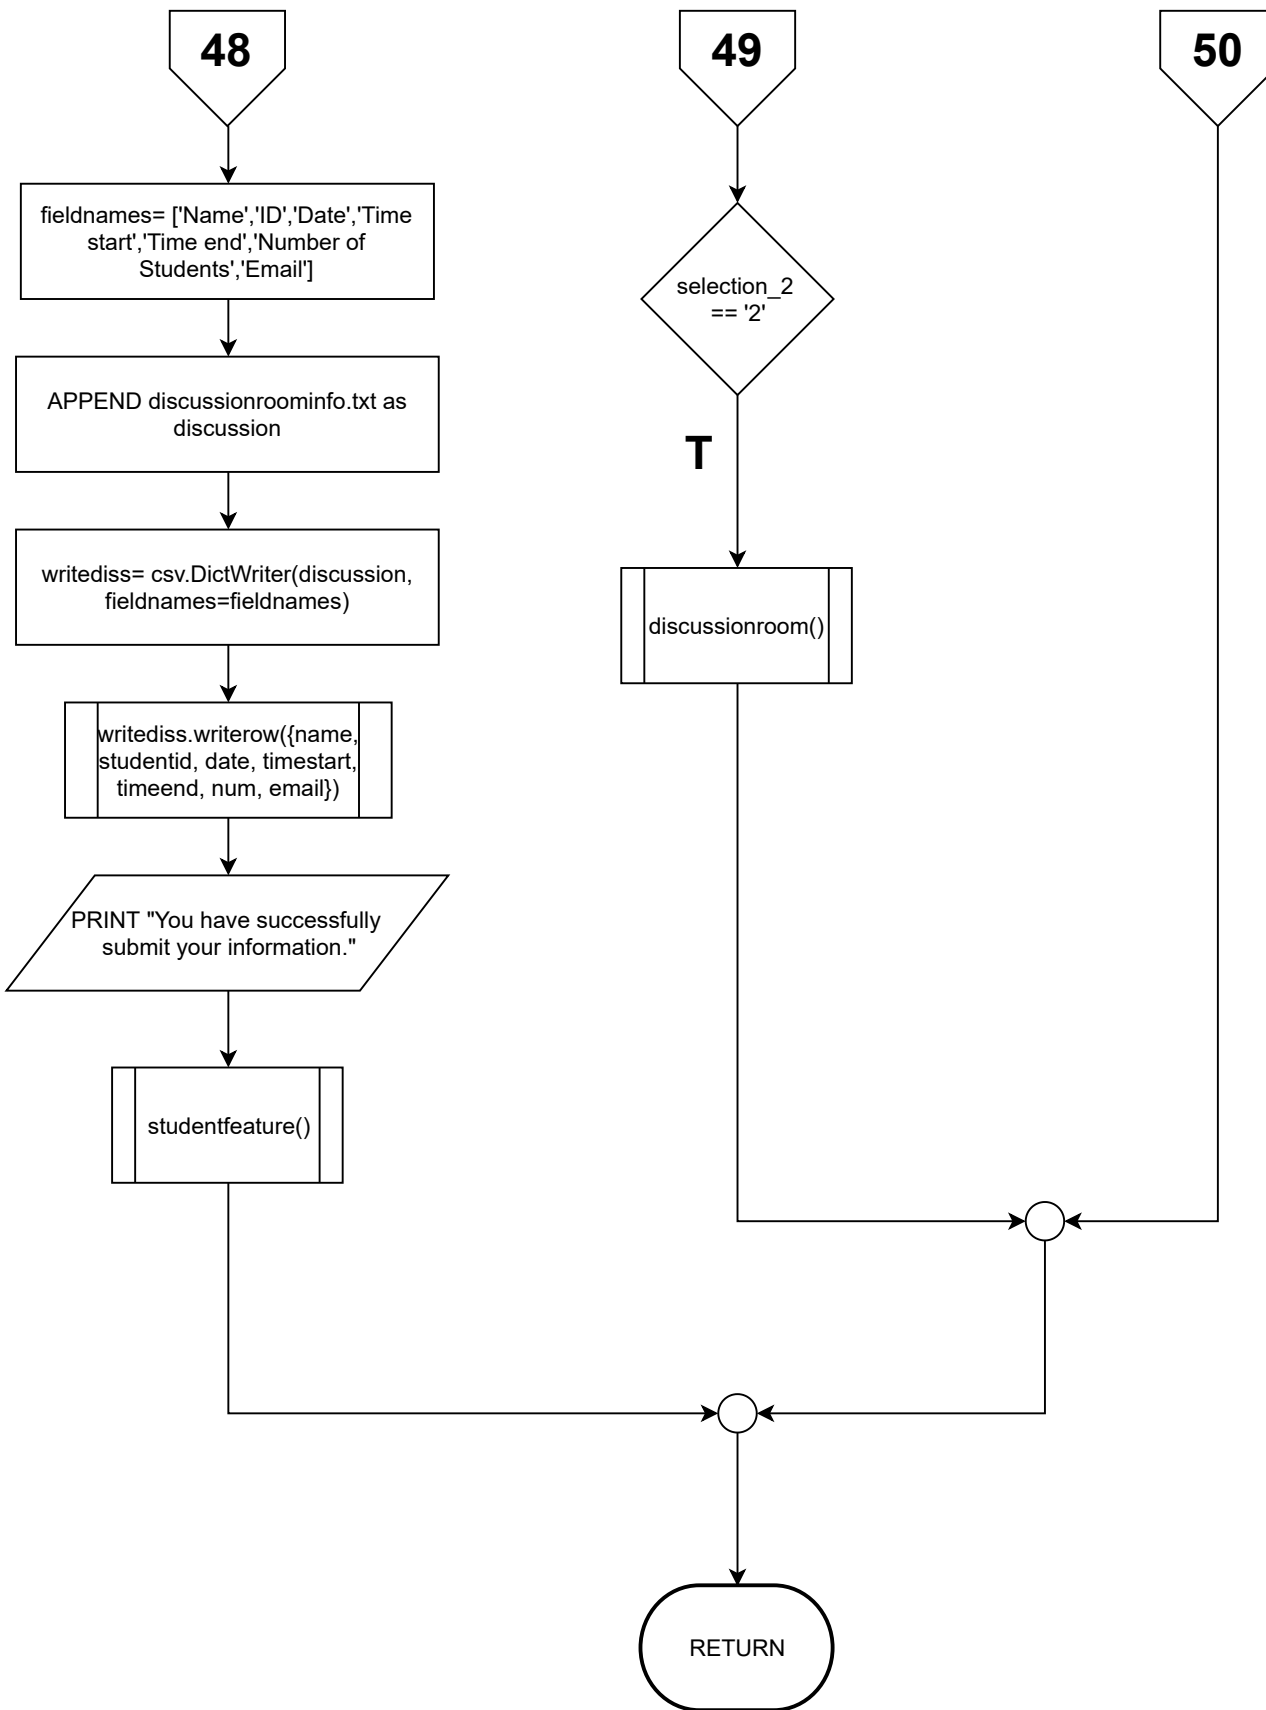 48
49
50
fieldnames= ['Name','ID','Date','Time
start','Time end','Number of
Students','Email']
APPEND discussionroominfo.txt as
discussion
writediss= csv.DictWriter(discussion,
fieldnames=fieldnames)
writediss.writerow({name,
studentid, date, timestart,
timeend, num, email})
PRINT "You have successfully
submit your information."
studentfeature()
selection_2
== '2'
T
discussionroom()
RETURN